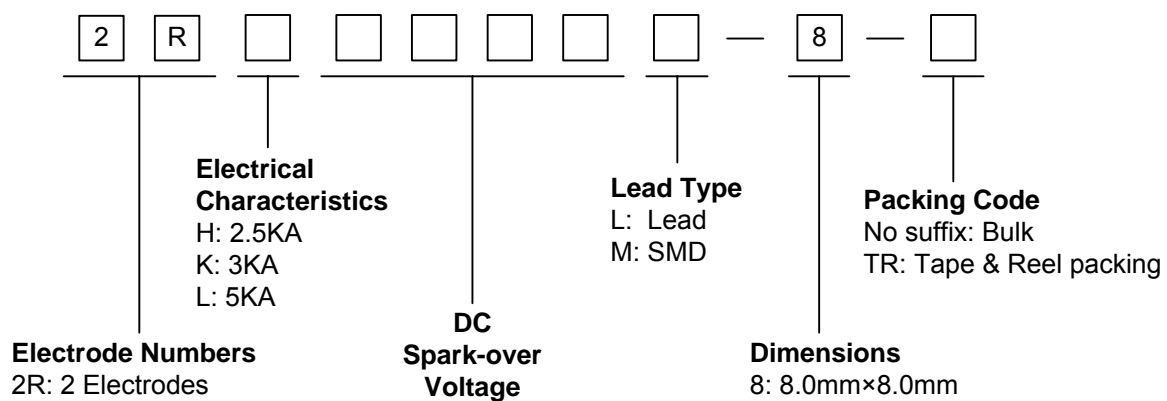 2 R — 8 —
Electrical
Characteristics
H: 2.5KA
K: 3KA
L: 5KA
Lead Type
L: Lead
M: SMD
Packing Code
No suffix: Bulk
TR: Tape & Reel packing
Electrode Numbers
2R: 2 Electrodes
DC
Spark-over
Voltage
Dimensions
8: 8.0mm×8.0mm